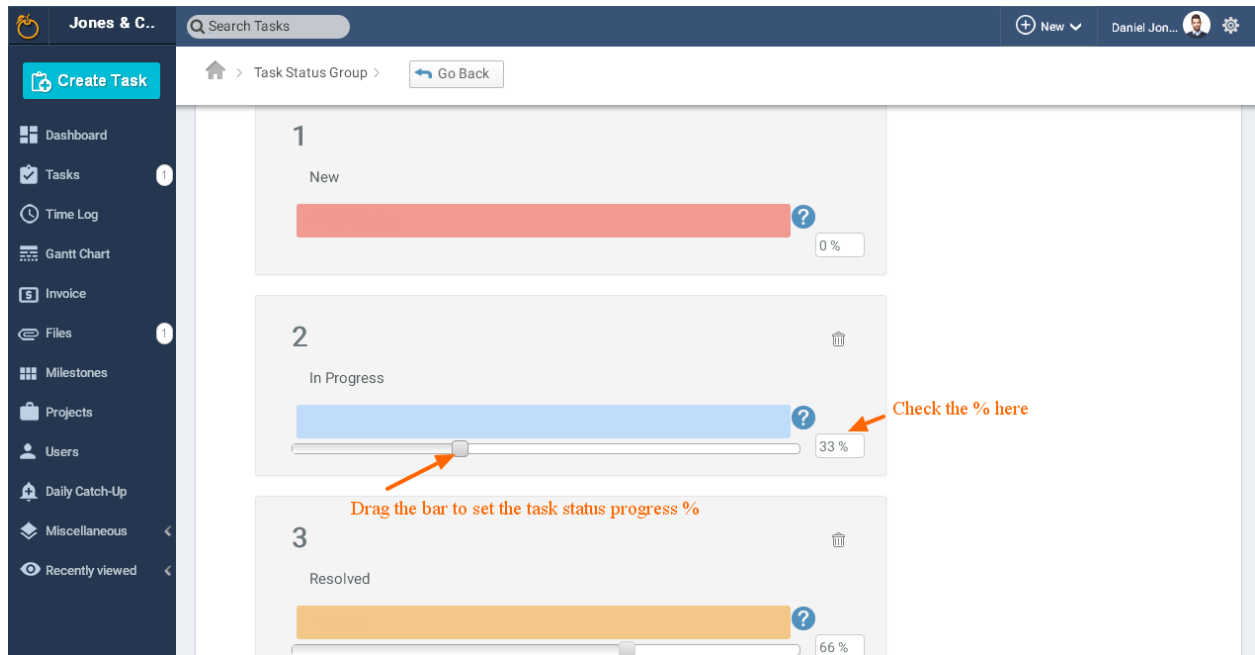 Jones & C..
Search Tasks
New
Daniel Jon...
Create Task
> Task Status Group >
Go Back
Dashboard
Tasks 1
Time Log
Gantt Chart
Invoice
Files 1
Milestones
Projects
Users
Daily Catch-Up
Miscellaneous
Recently viewed
1
New
?
0 %
2
In Progress
?
33 %
Check the % here
Drag the bar to set the task status progress %
3
Resolved
?
66 %